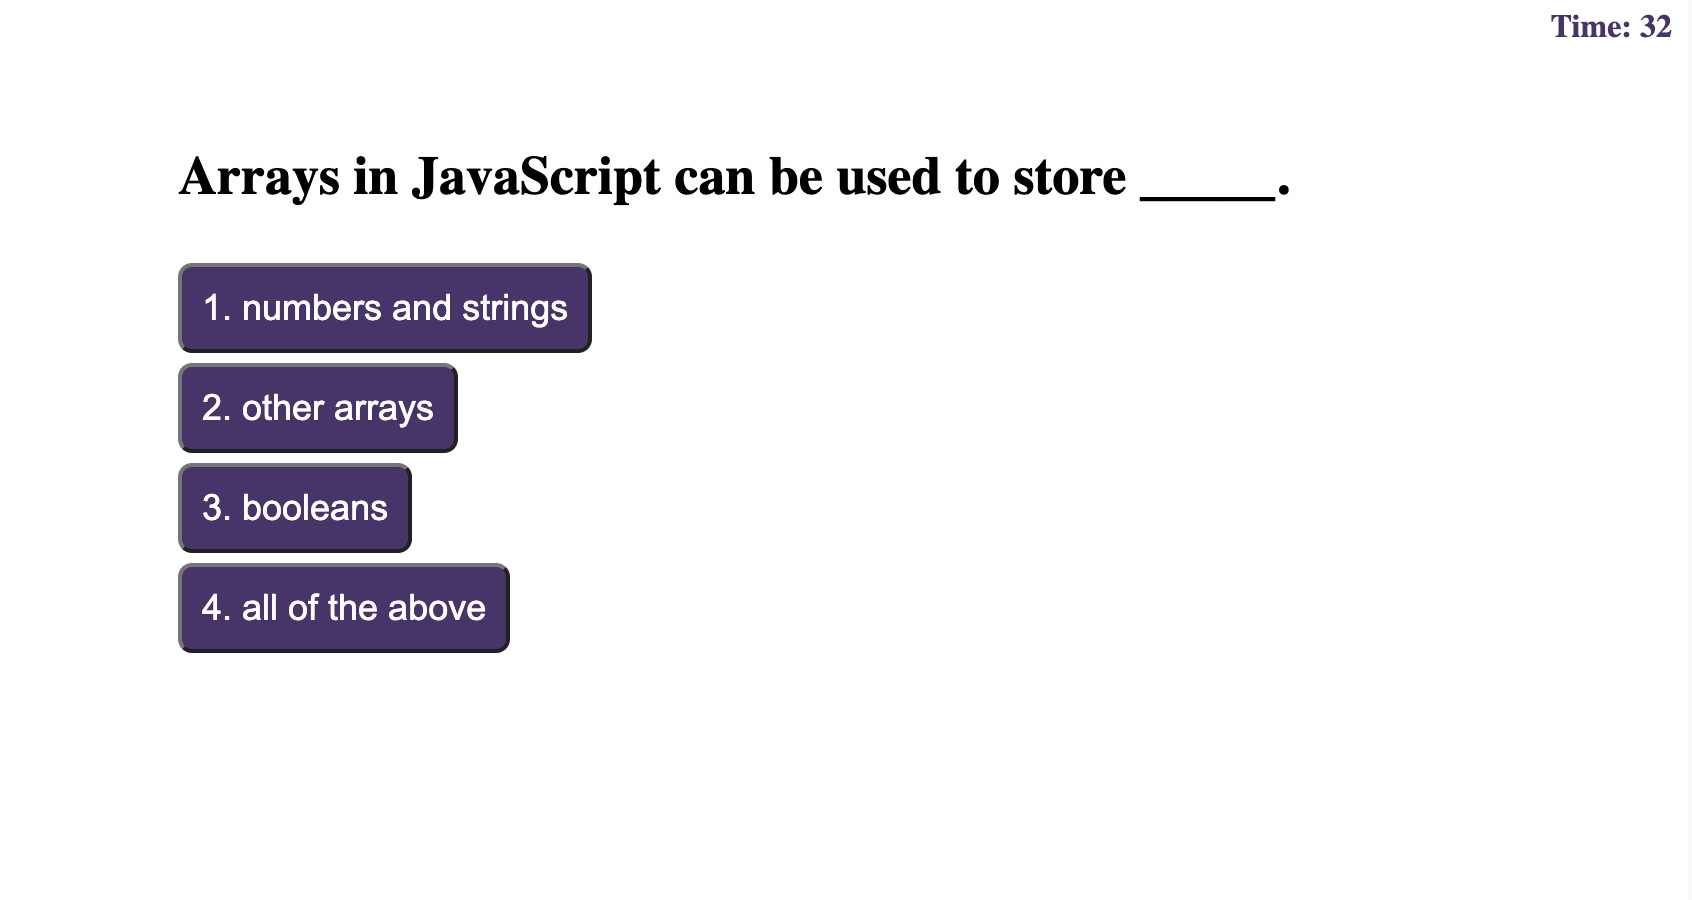 Time: 32
Arrays in JavaScript can be used to store _____.
1. numbers and strings
2. other arrays
3. booleans
4. all of the above